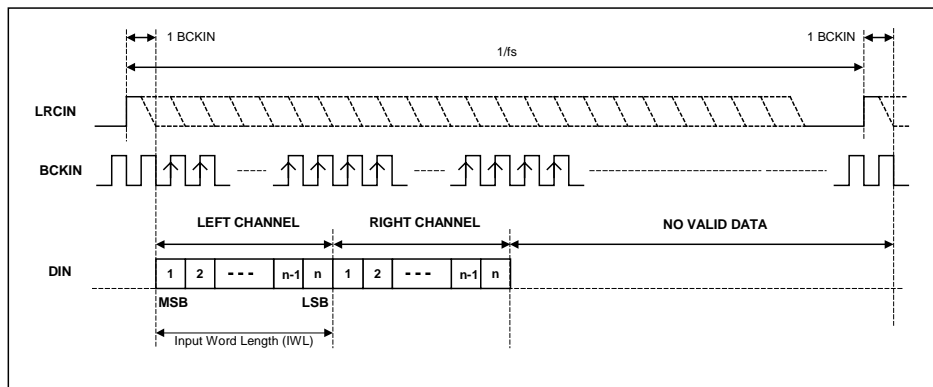 1 BCKIN
1 BCKIN
1/fs
LRCIN
BCKIN
LEFT CHANNEL
RIGHT CHANNEL
NO VALID DATA
DIN
1 2 --- n-1 n 1 2 --- n-1 n
MSB
LSB
Input Word Length (IWL)